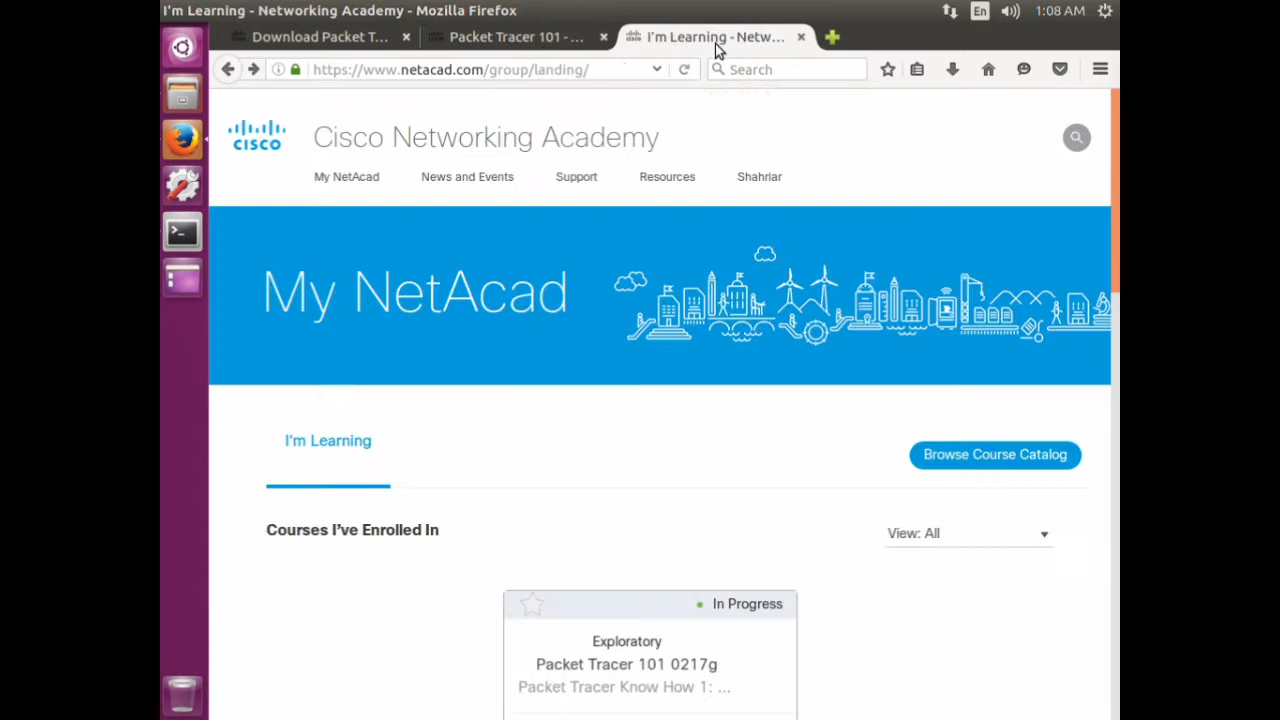 I'm Learning - Networking Academy - Mozilla Firefox
En
1:08 AM
Download Packet T...
Packet Tracer 101 - ...
I'm Learning - Netw...
https://www.netacad.com/group/landing/
Search
CISCO
Cisco Networking Academy
My NetAcad
News and Events
Support
Resources
Shahriar
My NetAcad
I'm Learning
Browse Course Catalog
Courses I've Enrolled In
View: All
In Progress
Exploratory
Packet Tracer 101 0217g
Packet Tracer Know How 1: ...